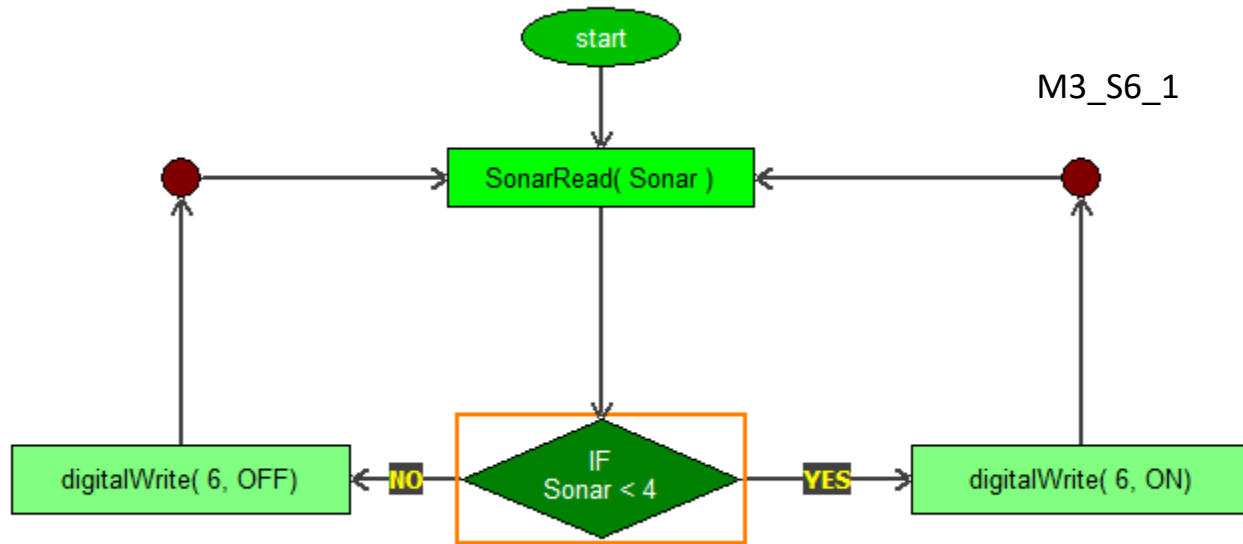 start
M3_S6_1
SonarRead( Sonar )
IF
Sonar < 4
digitalWrite( 6, OFF)
NO
YES
digitalWrite( 6, ON)